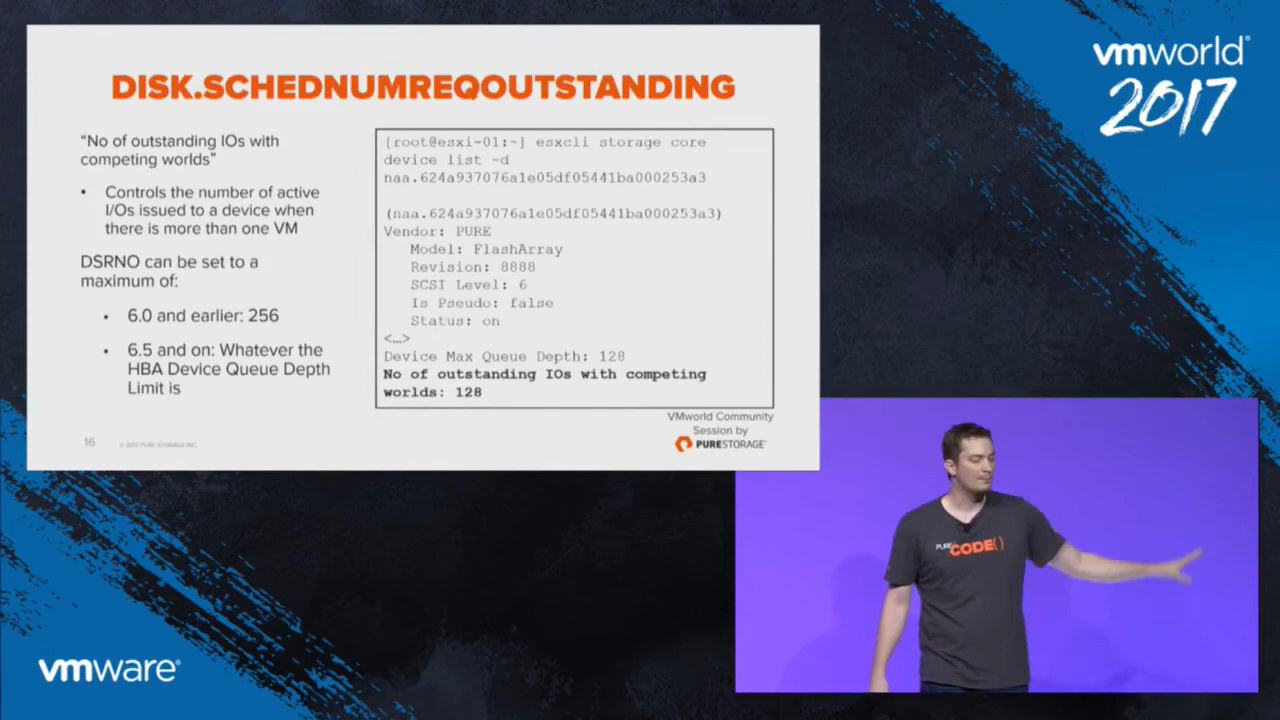 DISK.SCHEDNUMREQOUTSTANDING
“No of outstanding IOs with
competing worlds”
• Controls the number of active
I/Os issued to a device when
there is more than one VM
DSRNO can be set to a
maximum of:
• 6.0 and earlier: 256
• 6.5 and on: Whatever the
HBA Device Queue Depth
Limit is
[root@esxi-01:~] esxcli storage core
device list -d
naa.624a937076a1e05df05441ba000253a3
(naa.624a937076a1e05df05441ba000253a3)
Vendor: PURE
Model: FlashArray
Revision: 8888
SCSI Level: 6
Is Pseudo: false
Status: on
<…>
Device Max Queue Depth: 128
No of outstanding IOs with competing
worlds: 128
VMworld Community
Session by
PURESTORAGE®
16 © 2017 PURE STORAGE INC.
vmworld®
2017
PURE CODE()
vmware®